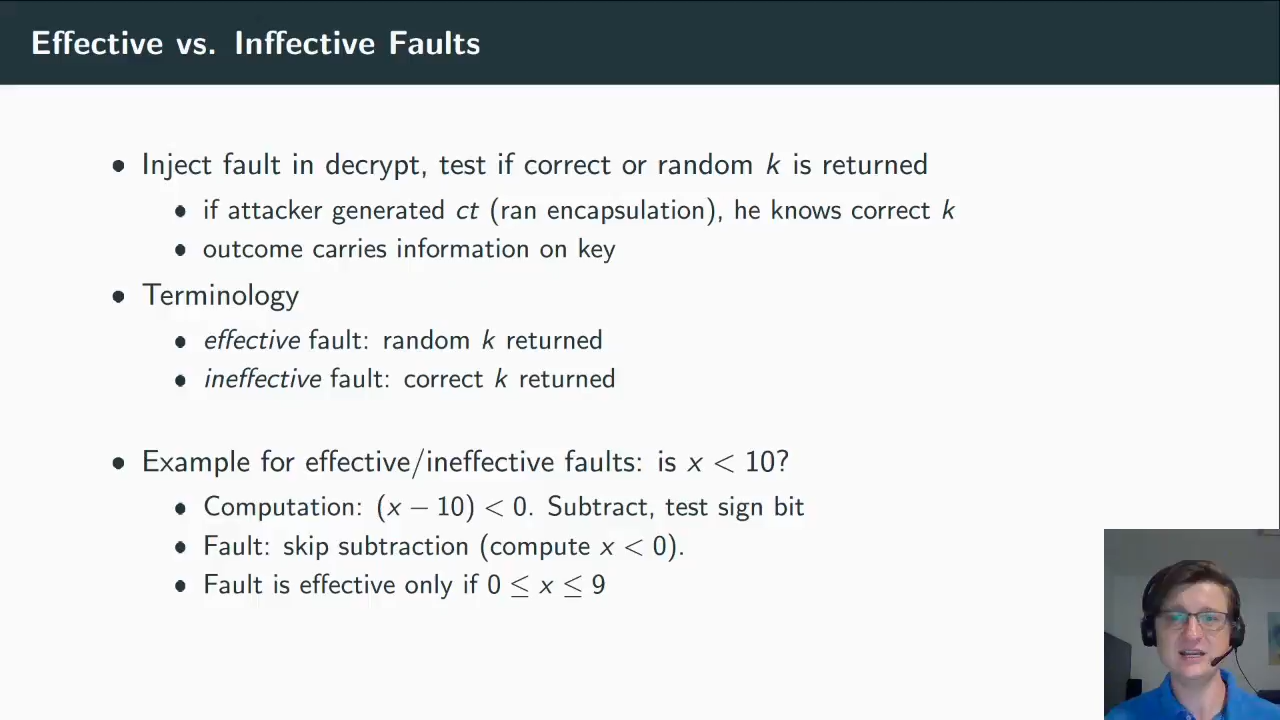 Effective vs. Inffective Faults
• Inject fault in decrypt, test if correct or random k is returned
• if attacker generated ct (ran encapsulation), he knows correct k
• outcome carries information on key
• Terminology
• effective fault: random k returned
• ineffective fault: correct k returned
• Example for effective/ineffective faults: is x < 10?
• Computation: (x − 10) < 0. Subtract, test sign bit
• Fault: skip subtraction (compute x < 0).
• Fault is effective only if 0 ≤ x ≤ 9